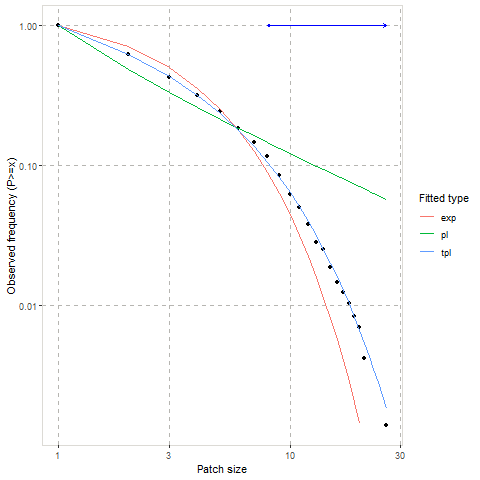 1.00
0.10
0.01
Observed frequency (P>=x)
1
3
10
30
Patch size
Fitted type
exp
pl
tpl